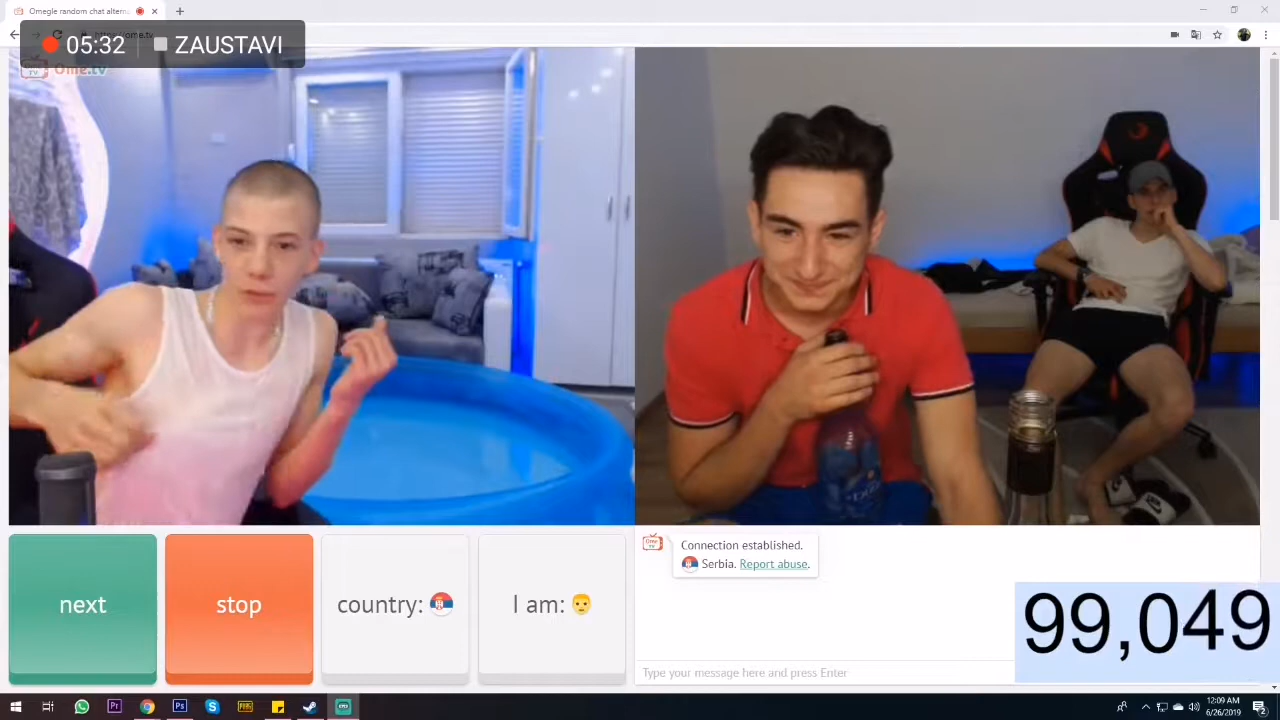 Omegle random chat altern
05:32
ZAUSTAVI
Ome.tv
next
stop
country:
I am:
Connection established.
Serbia. Report abuse.
Type your message here and press Enter
99,049
12:09 AM
6/26/2019